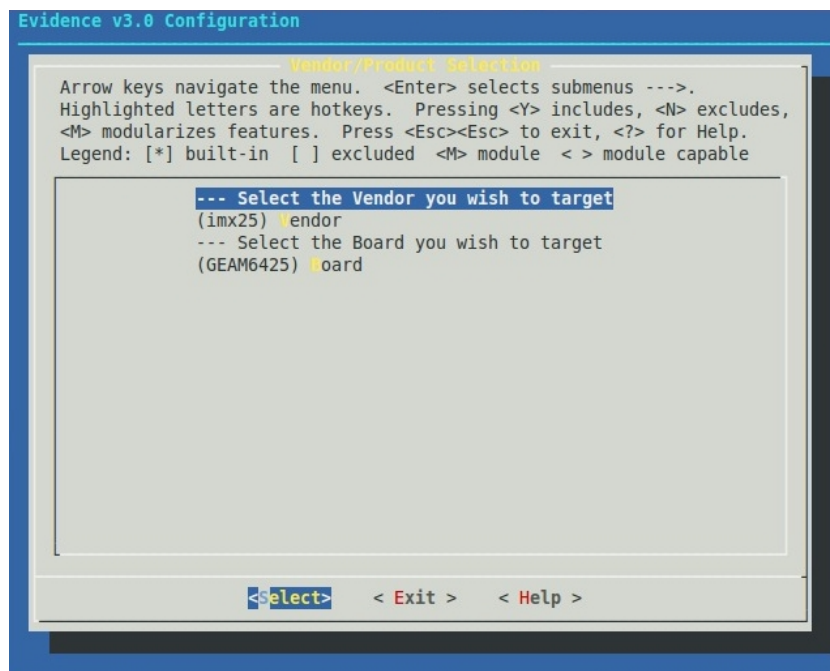 Evidence v3.0 Configuration
Vendor/Product Selection
Arrow keys navigate the menu.  <Enter> selects submenus --->.
Highlighted letters are hotkeys.  Pressing <Y> includes, <N> excludes,
<M> modularizes features.  Press <Esc><Esc> to exit, <?> for Help.
Legend: [*] built-in  [ ] excluded  <M> module  < > module capable
--- Select the Vendor you wish to target
(imx25) Vendor
--- Select the Board you wish to target
(GEAM6425) Board
<Select>    < Exit >    < Help >